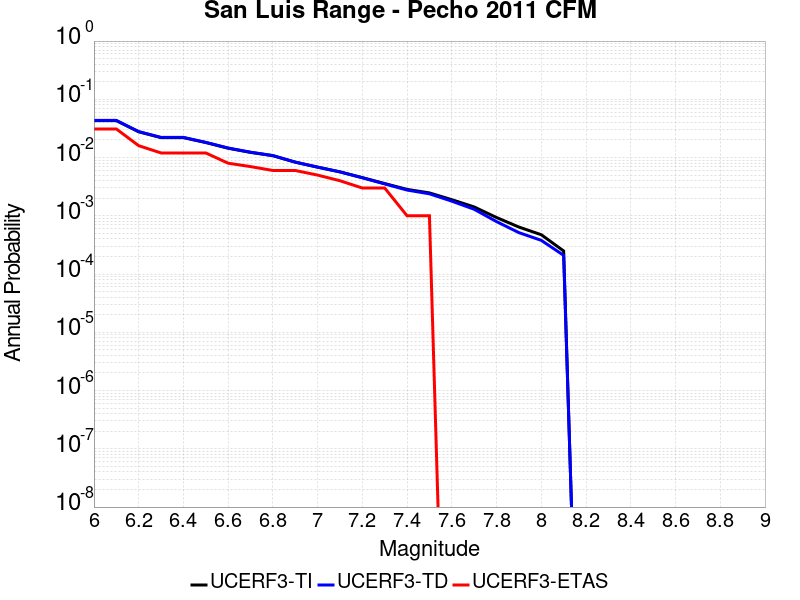 San Luis Range - Pecho 2011 CFM
10^0
10^-1
10^-2
10^-3
10^-4
10^-5
10^-6
10^-7
10^-8
Annual Probability
6 6.2 6.4 6.6 6.8 7 7.2 7.4 7.6 7.8 8 8.2 8.4 8.6 8.8 9
Magnitude
UCERF3-TI UCERF3-TD UCERF3-ETAS